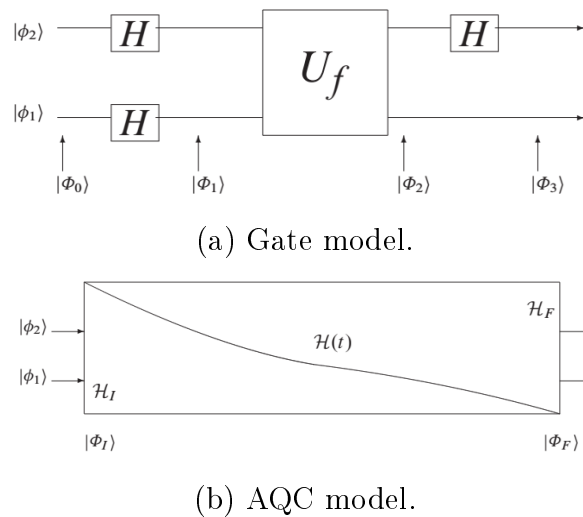 |ϕ₂⟩ H H
U_f
|ϕ₁⟩ H
|Φ₀⟩ |Φ₁⟩ |Φ₂⟩ |Φ₃⟩
(a) Gate model.
ℋ_F
|ϕ₂⟩
ℋ(t)
|ϕ₁⟩
ℋ_I
|Φ_I⟩ |Φ_F⟩
(b) AQC model.